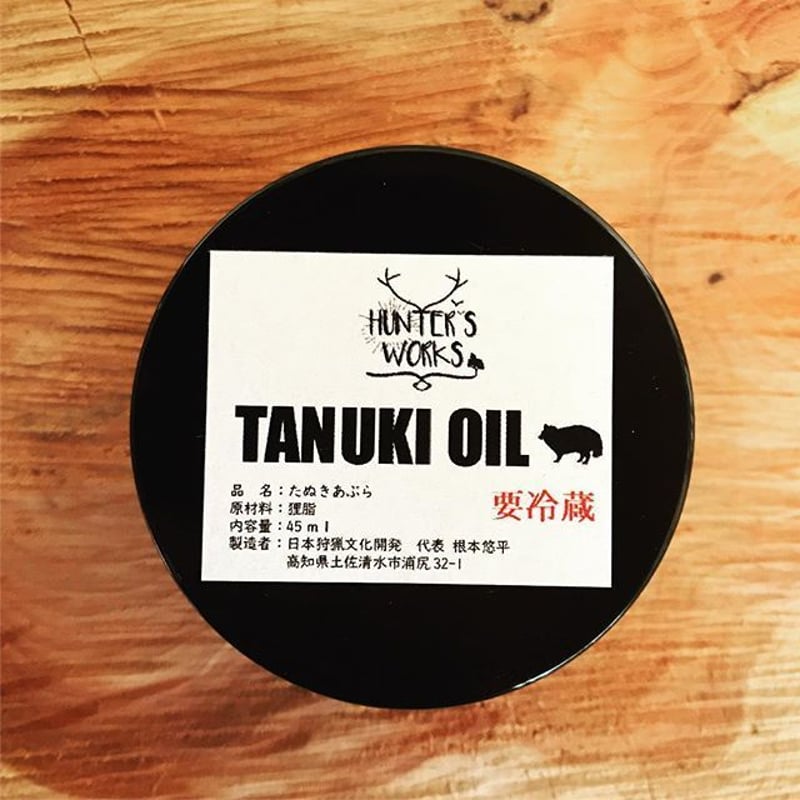 HUNTER'S
WORKS
TANUKI OIL
品　名：たぬきあぶら
原材料：狸脂
要冷蔵
内容量：45ml
製造者：日本狩猟文化開発　代表 根本悠平
高知県土佐清水市浦尻32-1